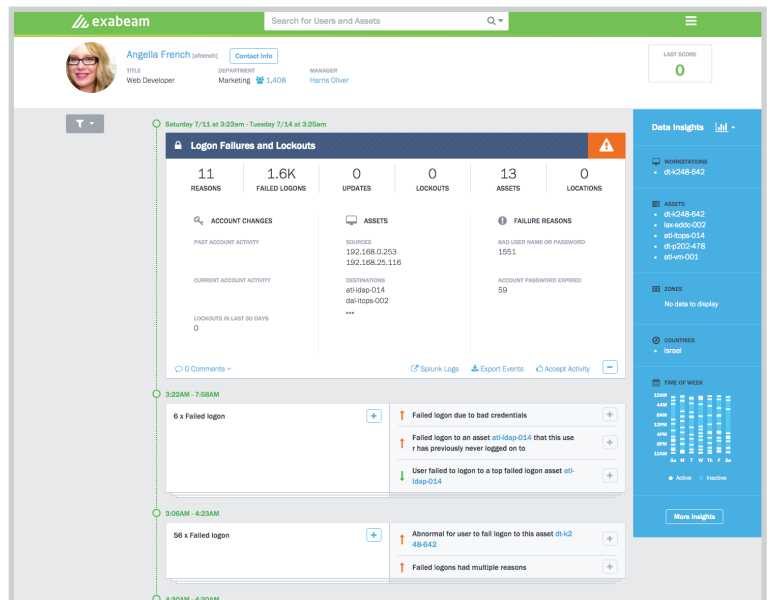 exabeam
Search for Users and Assets
Angella French [afrench]
Contact Info
TITLE
Web Developer
DEPARTMENT
Marketing 1,408
MANAGER
Harris Oliver
LAST SCORE
0
Saturday 7/11 at 3:22am - Tuesday 7/14 at 3:25am
Logon Failures and Lockouts
11
REASONS
1.6K
FAILED LOGONS
0
UPDATES
0
LOCKOUTS
13
ASSETS
0
LOCATIONS
ACCOUNT CHANGES
PAST ACCOUNT ACTIVITY
CURRENT ACCOUNT ACTIVITY
LOCKOUTS IN LAST 30 DAYS
0
ASSETS
SOURCES
192.168.0.253
192.168.25.116
DESTINATIONS
atl-ldap-014
dal-itops-002
•••
FAILURE REASONS
BAD USER NAME OR PASSWORD
1551
ACCOUNT PASSWORD EXPIRED
59
0 Comments
Splunk Logs
Export Events
Accept Activity
3:22AM - 7:58AM
6 x Failed logon
Failed logon due to bad credentials
Failed logon to an asset atl-ldap-014 that this use
r has previously never logged on to
User failed to logon to a top failed logon asset atl-
ldap-014
3:06AM - 4:23AM
56 x Failed logon
Abnormal for user to fail logon to this asset dt-k2
48-642
Failed logons had multiple reasons
4:30AM - 4:30AM
Data Insights
WORKSTATIONS
• dt-k248-642
ASSETS
• dt-k248-642
• lax-addc-002
• atl-itops-014
• dt-p202-478
• atl-vm-001
ZONES
No data to display
COUNTRIES
• Israel
TIME OF WEEK
12AM
4AM
8AM
12PM
4PM
8PM
12AM
Su M T W Th F Sa
Active Inactive
More Insights